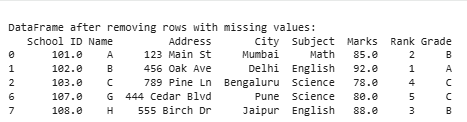 DataFrame after removing rows with missing values:
School ID Name Address City Subject Marks Rank Grade
0 101.0 A 123 Main St Mumbai Math 85.0 2 B
1 102.0 B 456 Oak Ave Delhi English 92.0 1 A
2 103.0 C 789 Pine Ln Bengaluru Science 78.0 4 C
6 107.0 G 444 Cedar Blvd Pune Science 80.0 5 C
7 108.0 H 555 Birch Dr Jaipur English 88.0 3 B